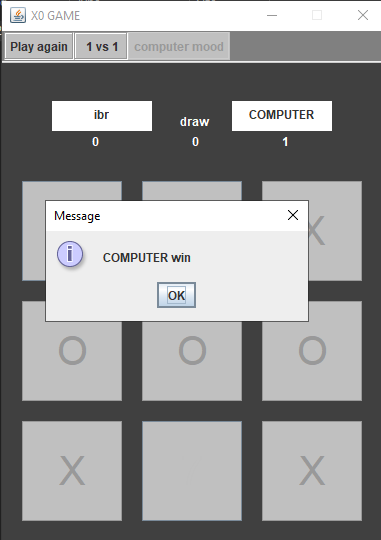 X0 GAME
Play again 1 vs 1 computer mood
ibr draw COMPUTER
0 0 1
X
Message
COMPUTER win
OK
O O O
X X